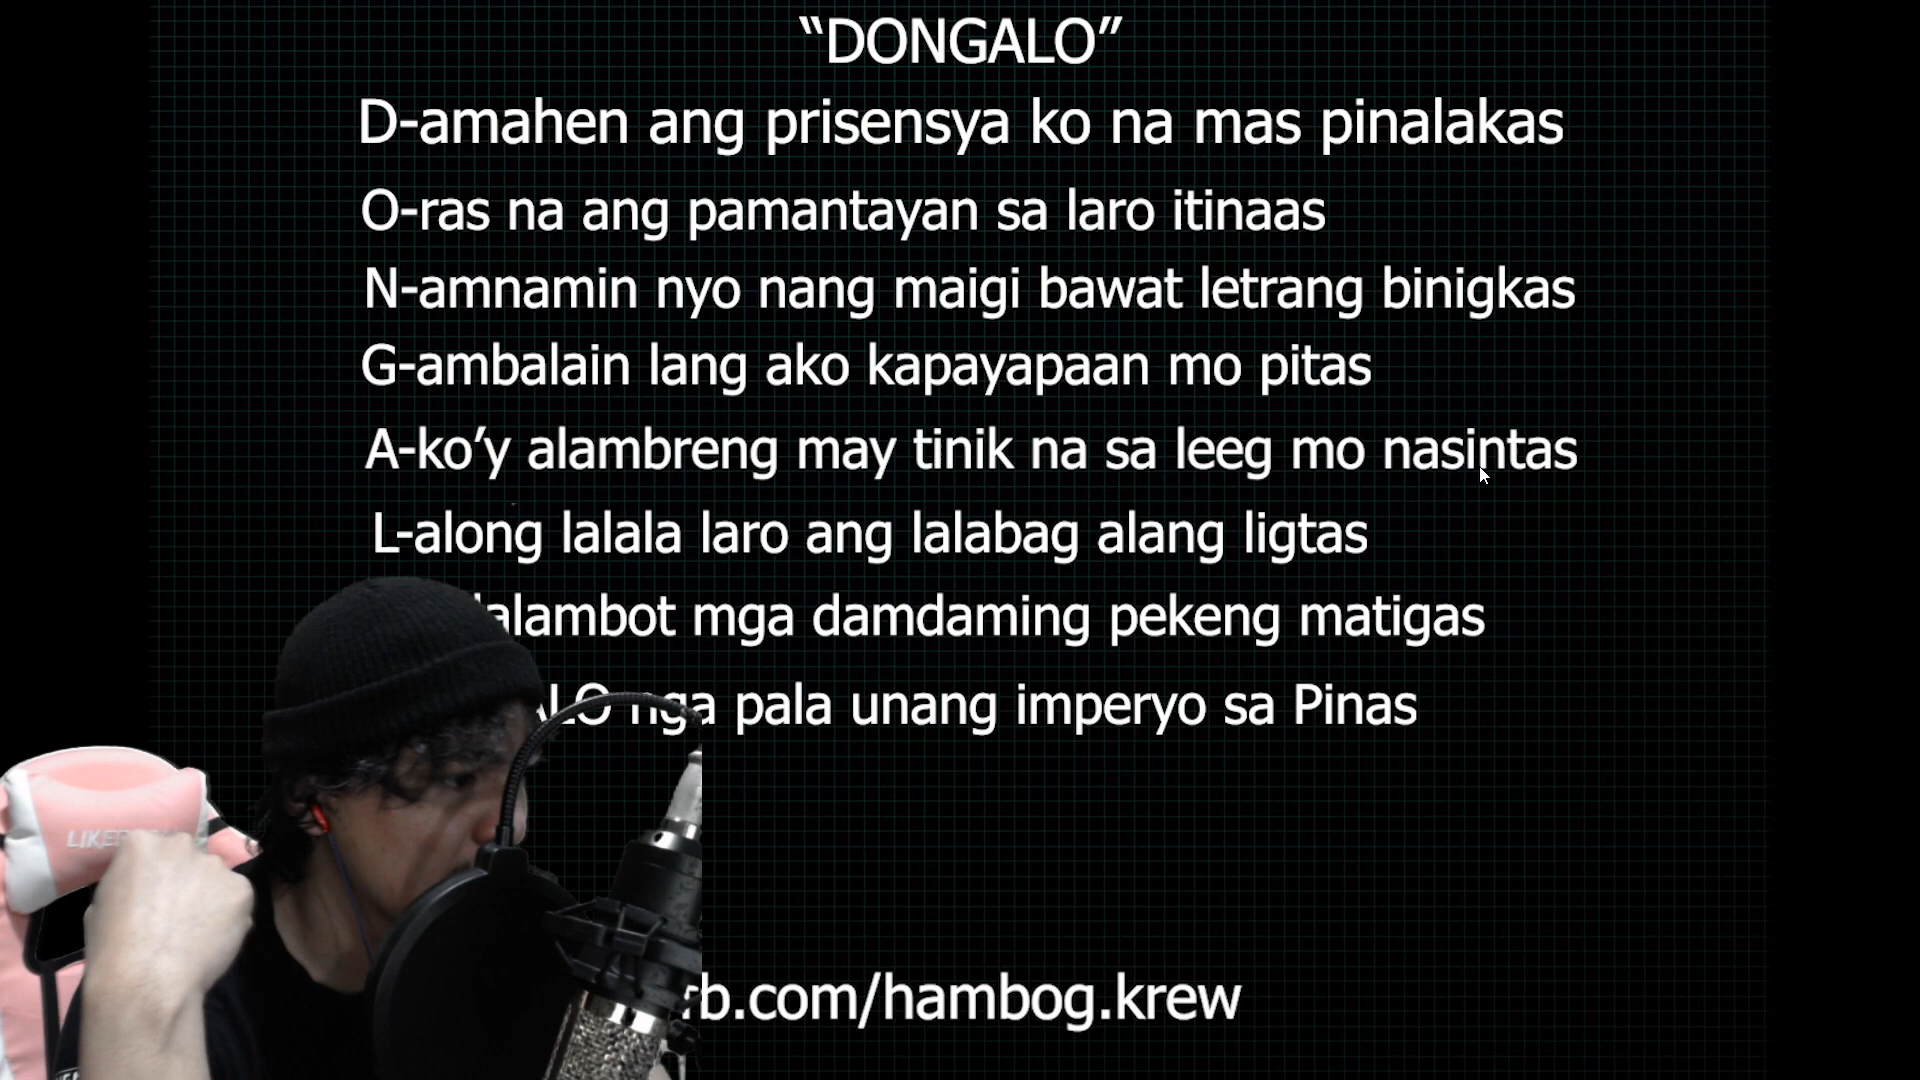 “DONGALO”
D-amahen ang prisensya ko na mas pinalakas
O-ras na ang pamantayan sa laro itinaas
N-amnamin nyo nang maigi bawat letrang binigkas
G-ambalain lang ako kapayapaan mo pitas
A-ko’y alambreng may tinik na sa leeg mo nasintas
L-along lalala laro ang lalabag alang ligtas
mga damdaming pekeng matigas
nga pala unang imperyo sa Pinas
b.com/hambog.krew